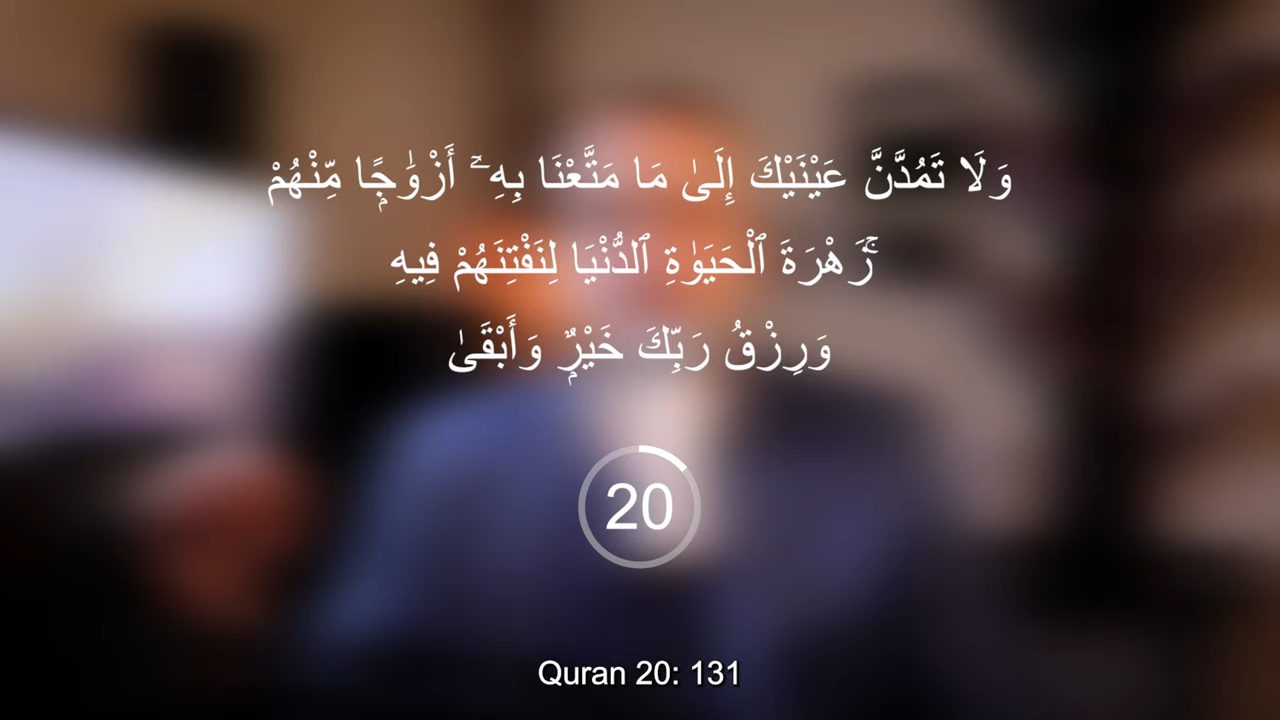 وَلَا تَمُدَّنَّ عَيْنَيْكَ إِلَىٰ مَا مَتَّعْنَا بِهِۦٓ أَزْوَٰجًۭا مِّنْهُمْ
زَهْرَةَ ٱلْحَيَوٰةِ ٱلدُّنْيَا لِنَفْتِنَهُمْ فِيهِ ۚ
وَرِزْقُ رَبِّكَ خَيْرٌۭ وَأَبْقَىٰ
20
Quran 20: 131